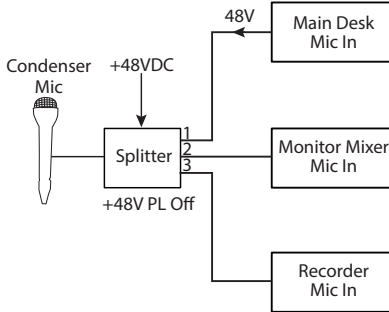 Condenser
Mic
+48VDC
Splitter
+48V PL Off
1
2
3
48V
Main Desk
Mic In
Monitor Mixer
Mic In
Recorder
Mic In